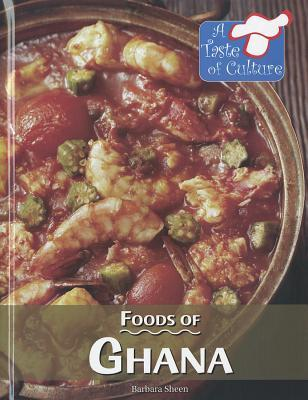 A
Taste
of Culture
Foods of
Ghana
Barbara Sheen